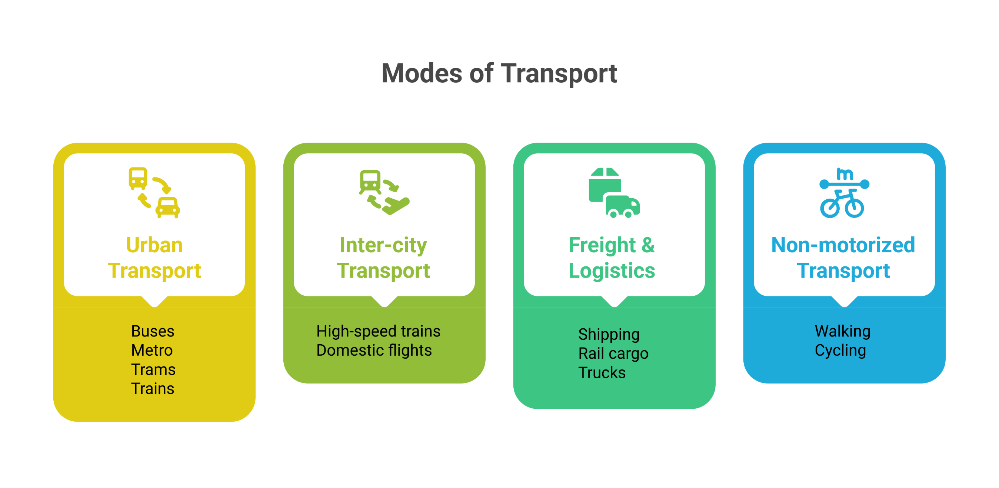 Modes of Transport
Urban
Transport
Buses
Metro
Trams
Trains
Inter-city
Transport
High-speed trains
Domestic flights
Freight &
Logistics
Shipping
Rail cargo
Trucks
m
Non-motorized
Transport
Walking
Cycling